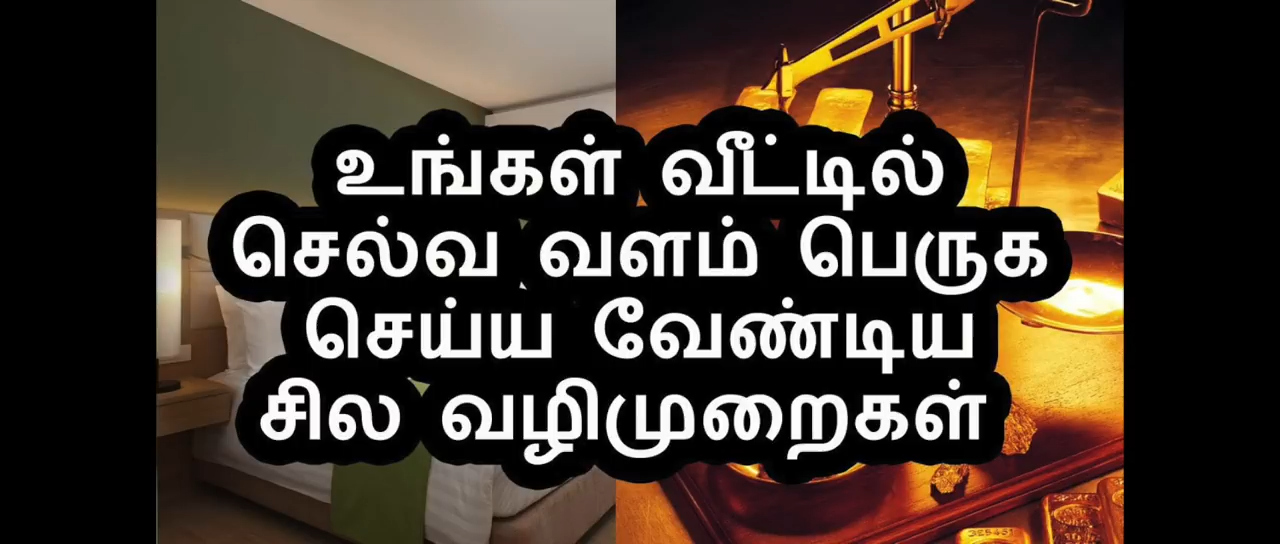 உங்கள் வீட்டில்
செல்வ வளம் பெருக
செய்ய வேண்டிய
சில வழிமுறைகள்